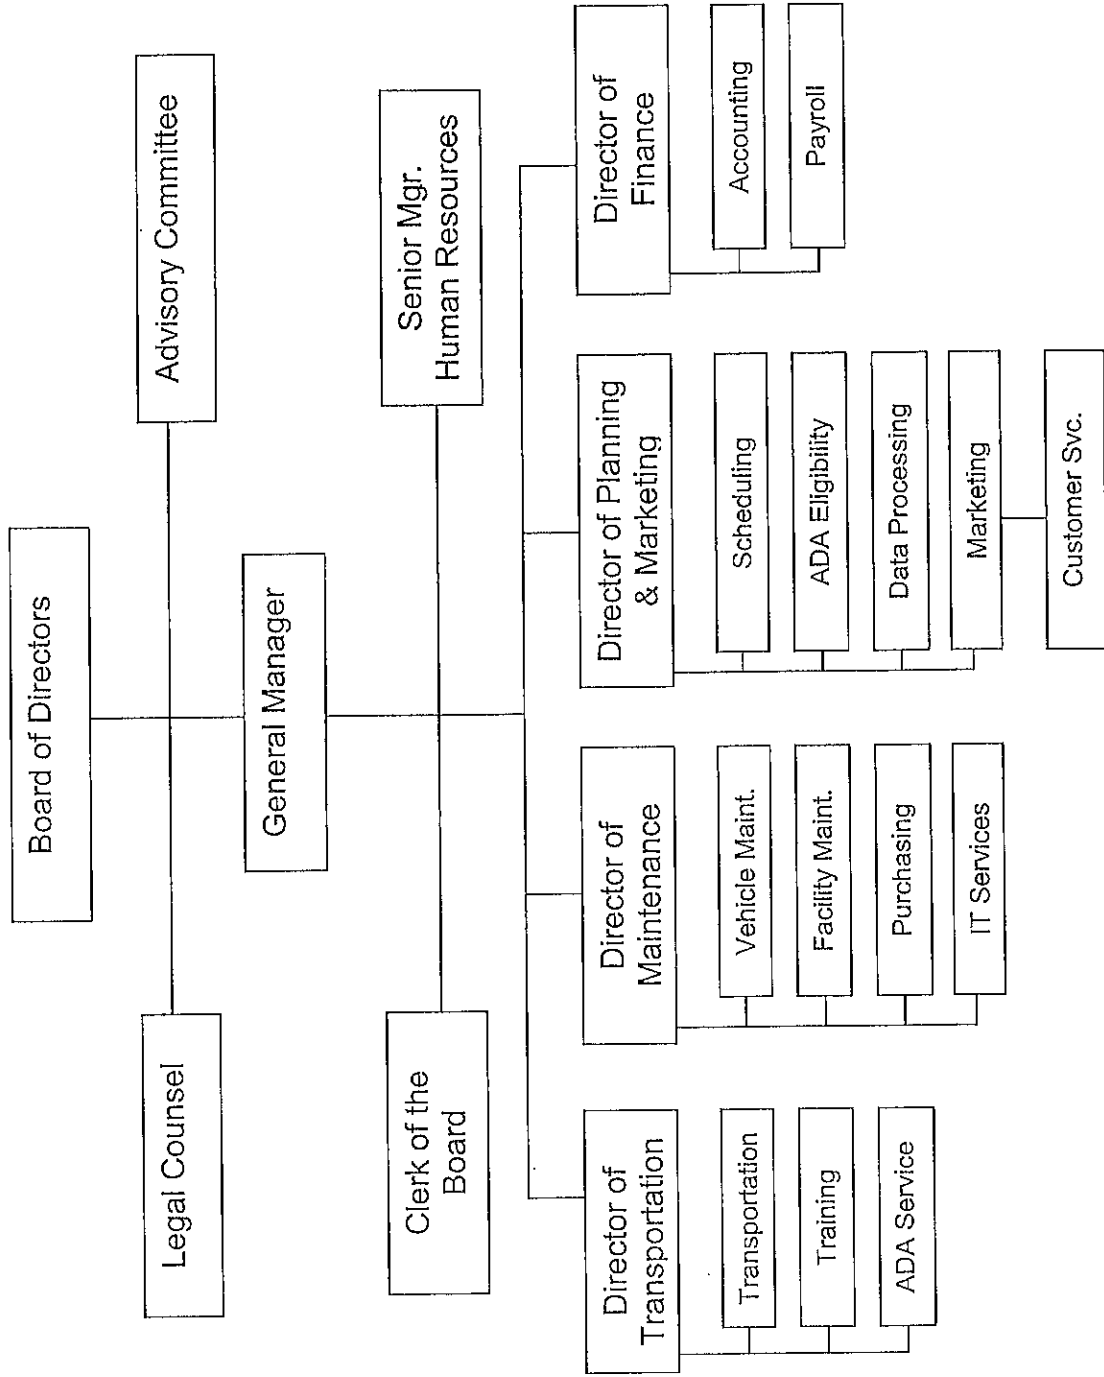 Board of Directors
Legal Counsel
Advisory Committee
General Manager
Clerk of the
Board
Senior Mgr.
Human Resources
Director of
Transportation
Transportation
Training
ADA Service
Director of
Maintenance
Vehicle Maint.
Facility Maint.
Purchasing
IT Services
Director of Planning
& Marketing
Scheduling
ADA Eligibility
Data Processing
Marketing
Customer Svc.
Director of
Finance
Accounting
Payroll